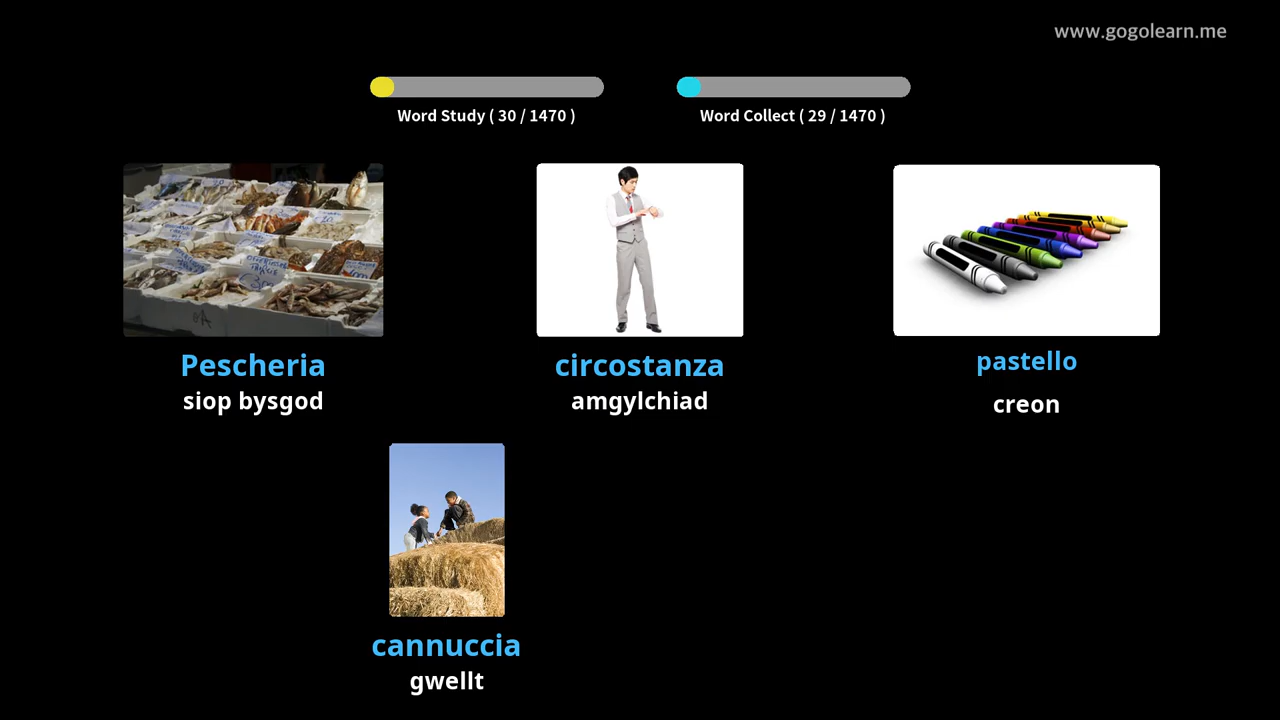 www.gogolearn.me
Word Study ( 30 / 1470 )
Word Collect ( 29 / 1470 )
Pescheria
siop bysgod
circostanza
amgylchiad
pastello
creon
cannuccia
gwellt